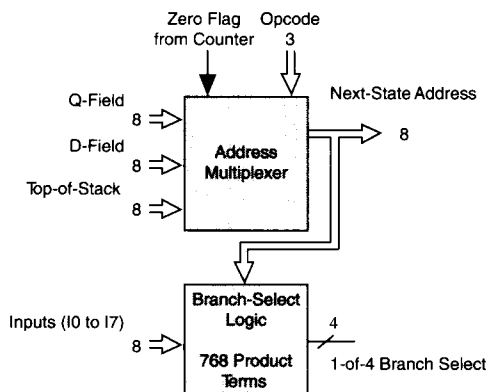 Zero Flag
from Counter
Opcode
3
Next-State Address
8
Q-Field
8
D-Field
8
Top-of-Stack
8
Address
Multiplexer
Inputs (I0 to I7)
8
Branch-Select
Logic
768 Product
Terms
4
1-of-4 Branch Select